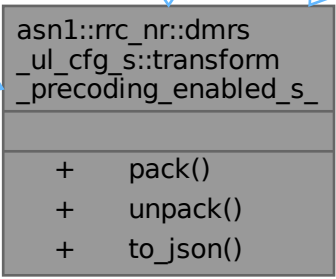 asn1::rrc_nr::dmrs
_ul_cfg_s::transform
_precoding_enabled_s_
+ pack()
+ unpack()
+ to_json()